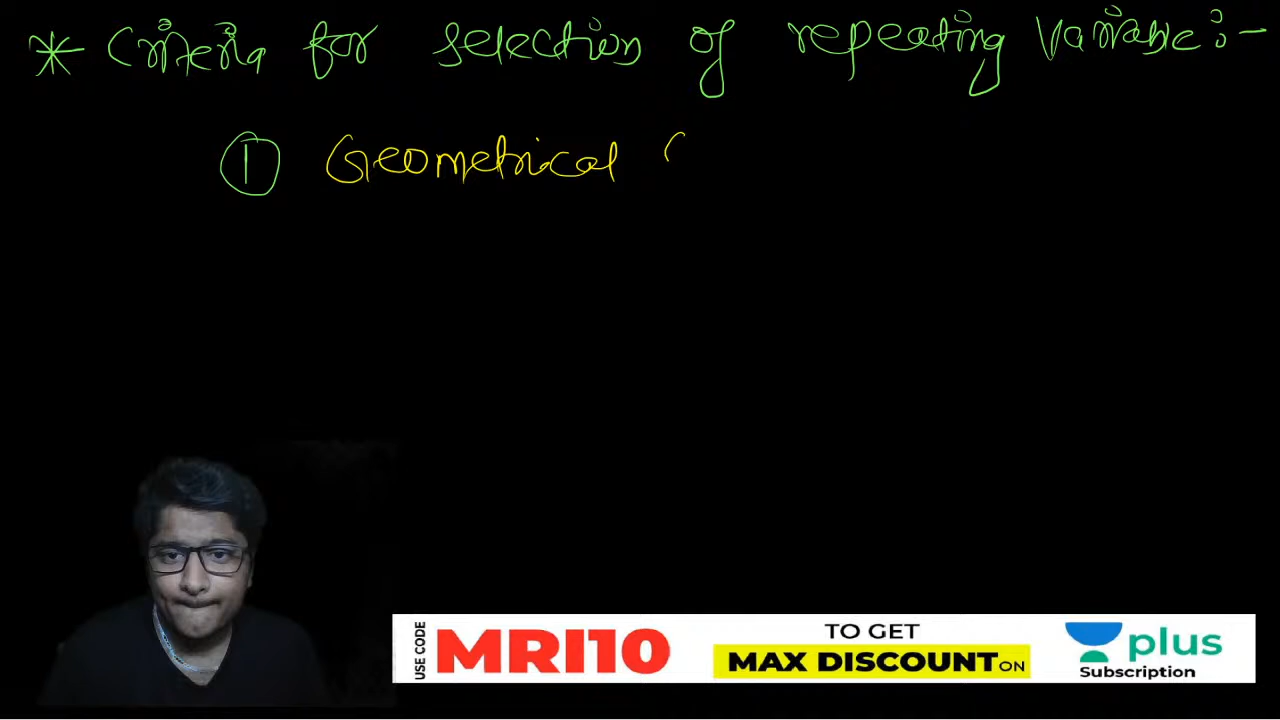 * Criteria for selection of repeating Variable :-
① Geometrical (
USE CODE
MRI10
TO GET
MAX DISCOUNT ON
plus
Subscription